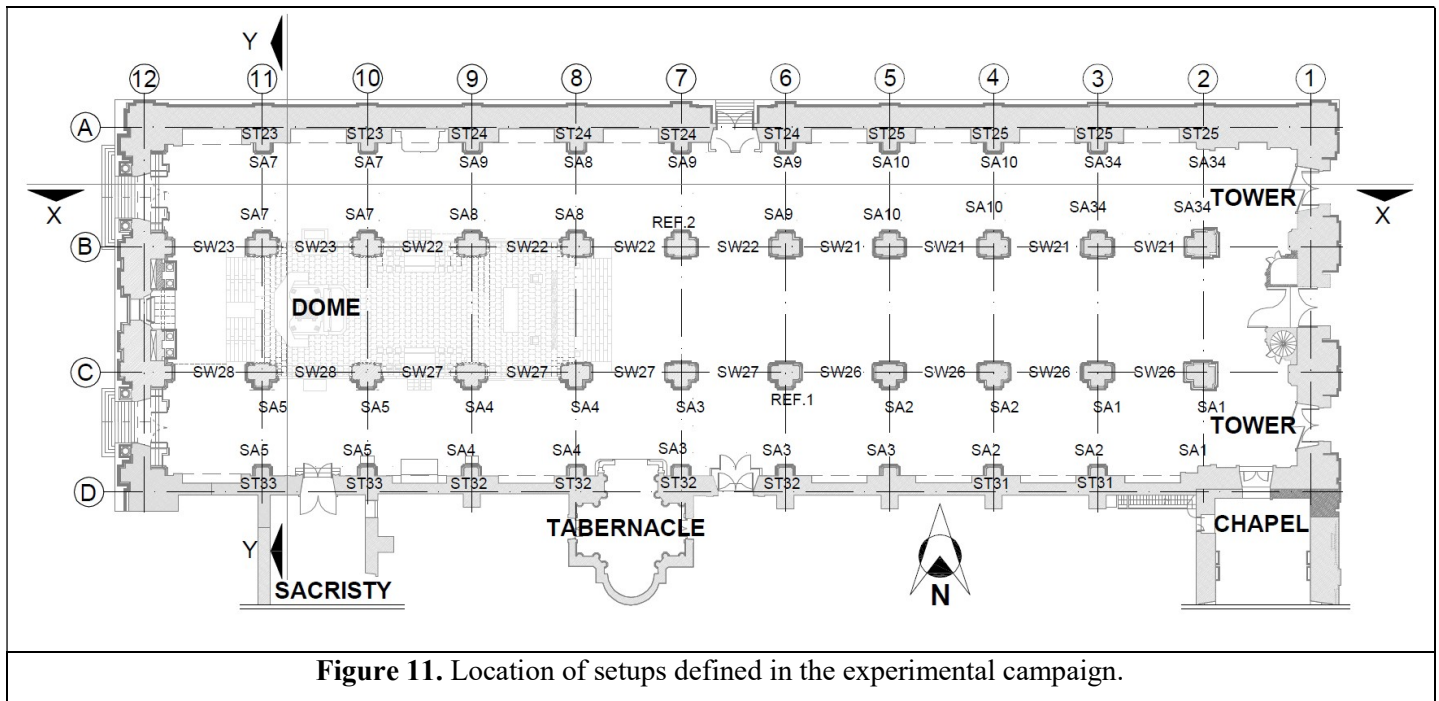 Y
12 11 10 9 8 7 6 5 4 3 2 1
A ST23 ST23 ST24 ST24 ST24 ST24 ST25 ST25 ST25 ST25
SA7 SA7 SA9 SA8 SA9 SA9 SA10 SA10 SA34 SA34
X TOWER X
SA7 SA7 SA8 SA8 REF.2 SA9 SA10 SA10 SA34 SA34
B SW23 SW23 SW22 SW22 SW22 SW22 SW21 SW21 SW21 SW21
DOME
C SW28 SW28 SW27 SW27 SW27 SW27 SW26 SW26 SW26 SW26
SA5 SA5 SA4 SA4 SA3 REF.1 SA2 SA2 SA1 SA1
TOWER
SA5 SA5 SA4 SA4 SA3 SA3 SA3 SA2 SA2 SA1
D ST33 ST33 ST32 ST32 ST32 ST32 ST31 ST31
TABERNACLE CHAPEL
Y
SACRISTY N
Figure 11. Location of setups defined in the experimental campaign.